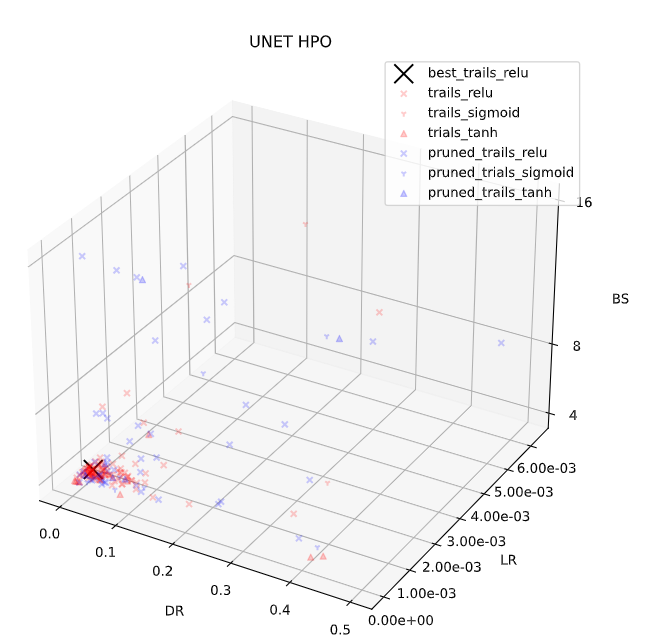 UNET HPO
best_trails_relu
trails_relu
trails_sigmoid
trials_tanh
pruned_trails_relu
pruned_trials_sigmoid
pruned_trails_tanh
16
BS
8
4
6.00e-03
5.00e-03
4.00e-03
3.00e-03
LR
2.00e-03
1.00e-03
0.00e+00
0.0
0.1
0.2
0.3
0.4
0.5
DR